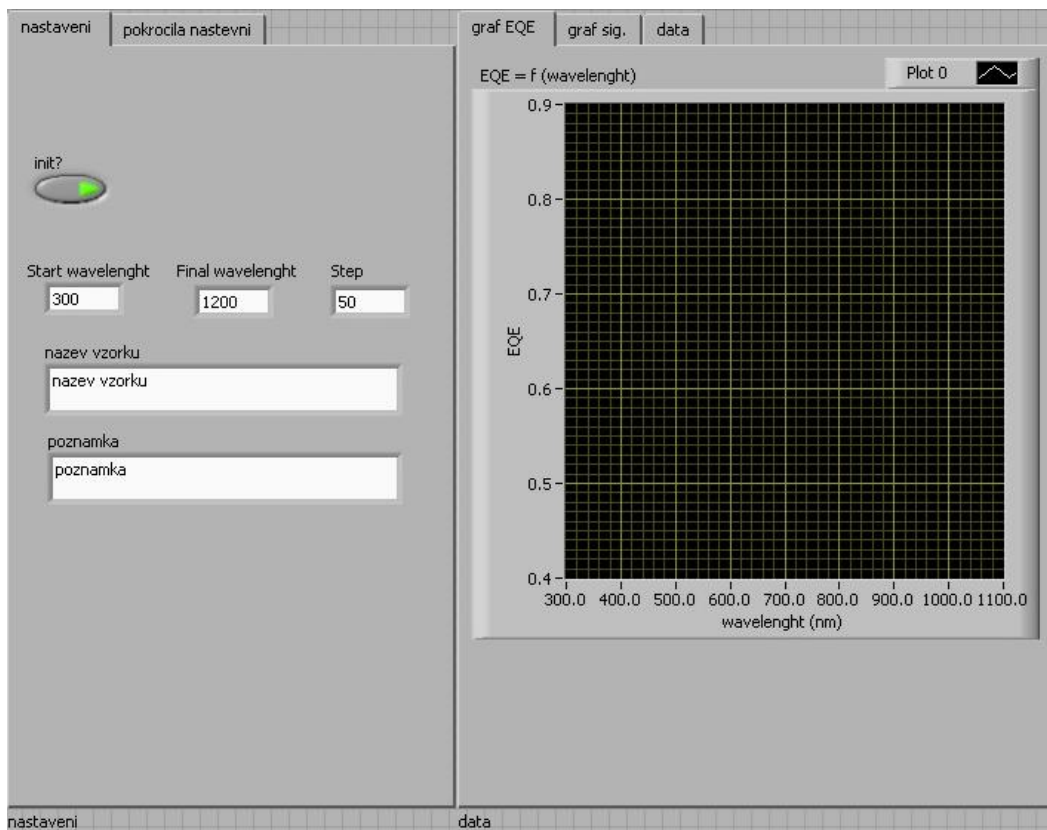 nastaveni
pokrocila nastevni
init?
Start wavelenght Final wavelenght Step
300 1200 50
nazev vzorku
nazev vzorku
poznamka
poznamka
nastaveni
graf EQE graf sig. data
EQE = f (wavelenght) Plot 0
0.9
0.8
0.7
0.6
0.5
0.4
EQE
300.0 400.0 500.0 600.0 700.0 800.0 900.0 1000.0 1100.0
wavelenght (nm)
data